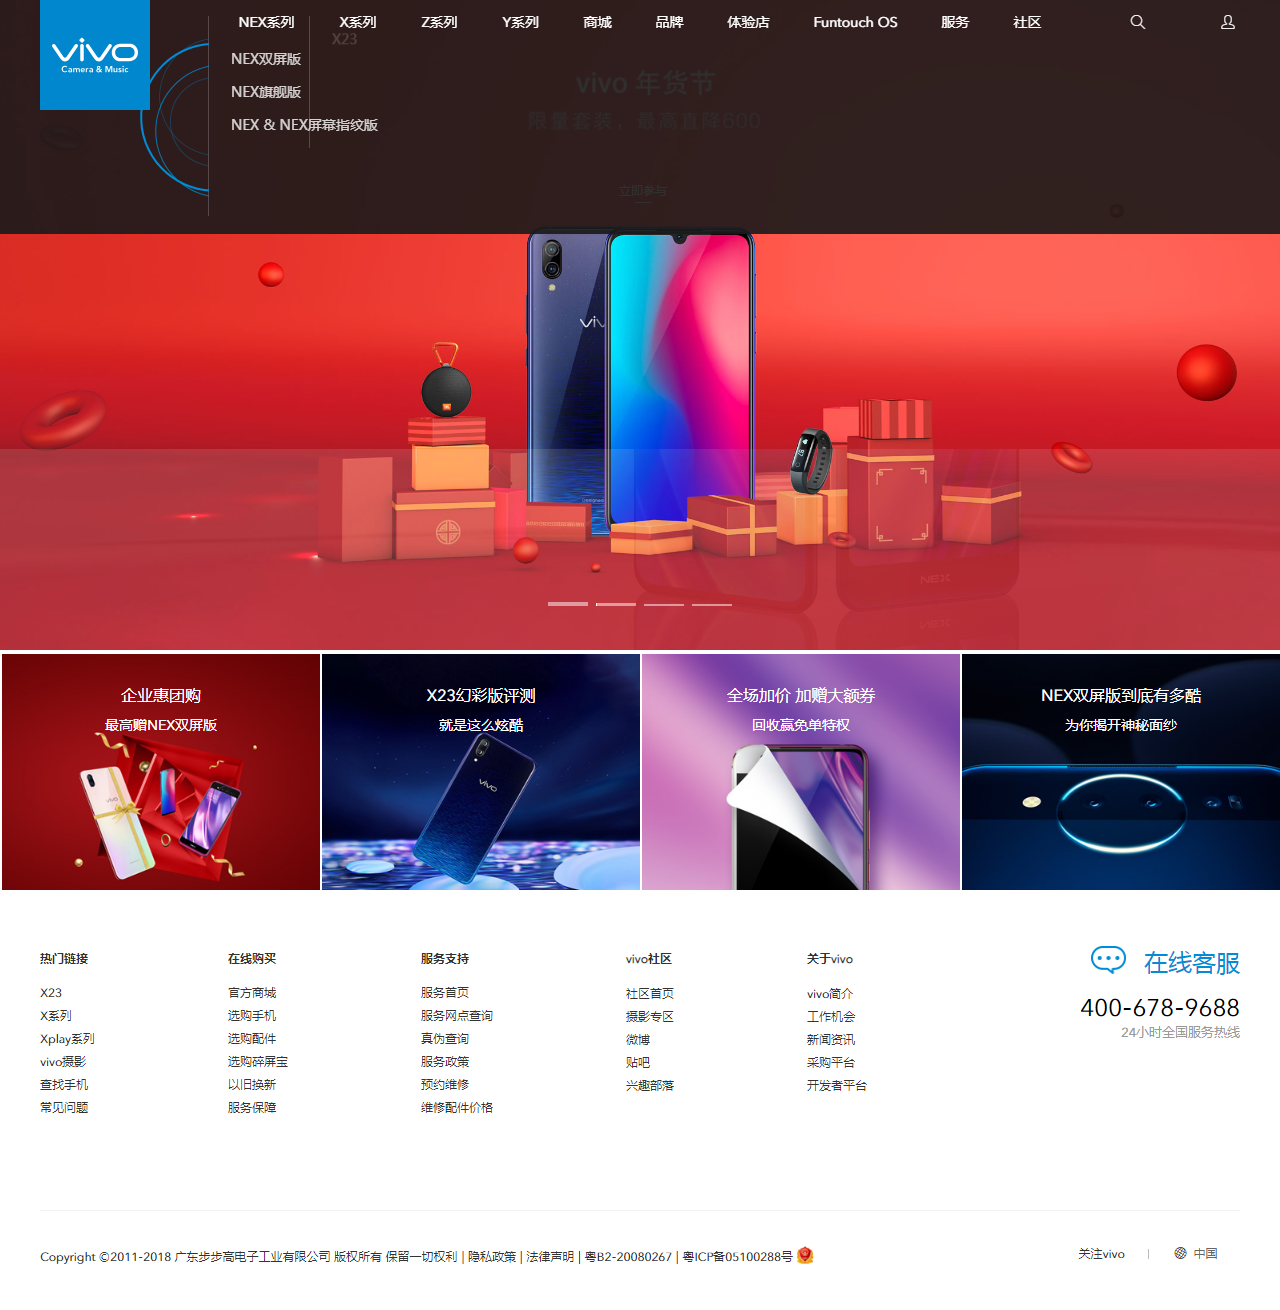 NEX系列 X系列 Z系列 Y系列 商城 品牌 体验店 Funtouch OS 服务 社区
vivo
Camera & Music
X23
NEX双屏版
NEX旗舰版
NEX & NEX屏幕指纹版
vivo 年货节
限量套装，最高直降600
立即参与
vivo
NEX
企业惠团购
最高赠NEX双屏版
X23幻彩版评测
就是这么炫酷
vivo
全场加价 加赠大额券
回收赢免单特权
NEX双屏版到底有多酷
为你揭开神秘面纱
热门链接
X23
X系列
Xplay系列
vivo摄影
查找手机
常见问题
在线购买
官方商城
选购手机
选购配件
选购碎屏宝
以旧换新
服务保障
服务支持
服务首页
服务网点查询
真伪查询
服务政策
预约维修
维修配件价格
vivo社区
社区首页
摄影专区
微博
贴吧
兴趣部落
关于vivo
vivo简介
工作机会
新闻资讯
采购平台
开发者平台
在线客服
400-678-9688
24小时全国服务热线
Copyright ©2011-2018 广东步步高电子工业有限公司 版权所有 保留一切权利 | 隐私政策 | 法律声明 | 粤B2-20080267 | 粤ICP备05100288号
关注vivo | 中国